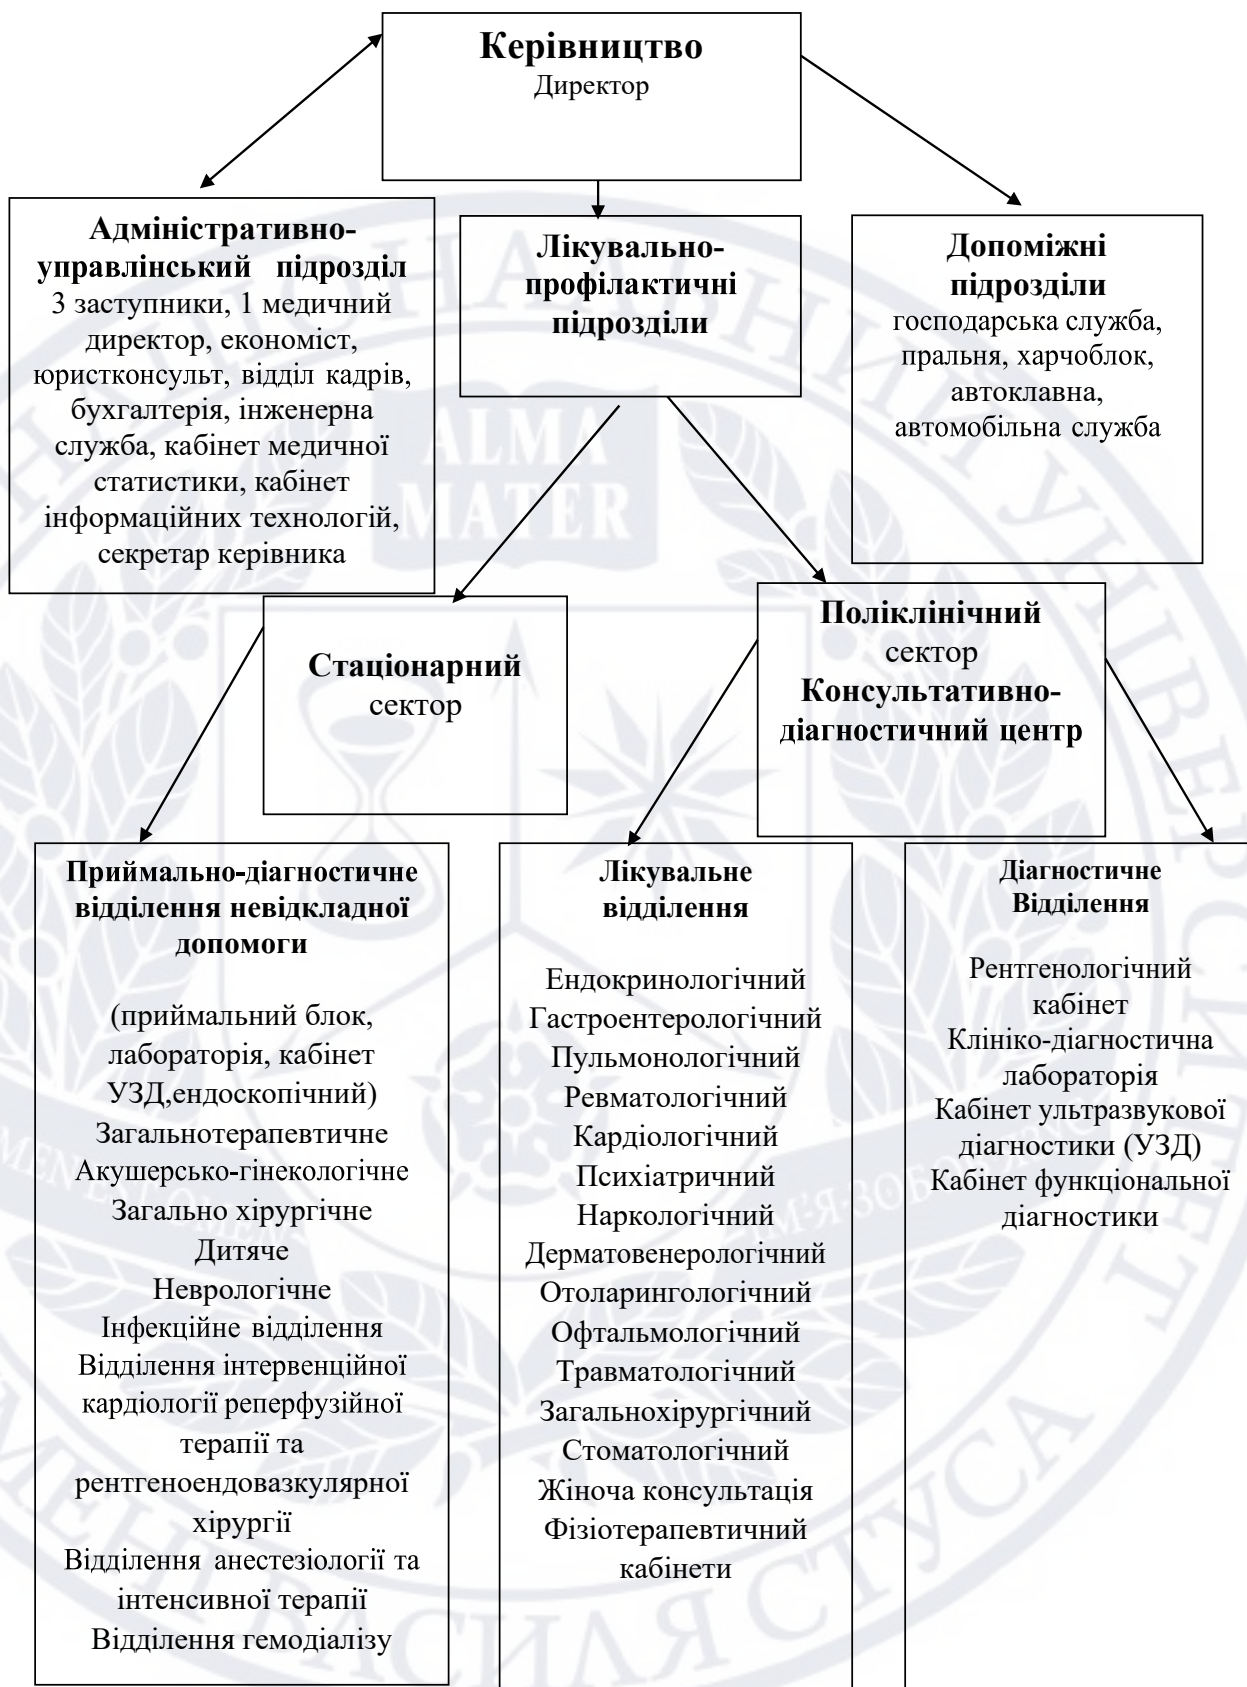 Керівництво
Директор
Адміністративно-
управлінський підрозділ
3 заступники, 1 медичний
директор, економіст,
юристконсульт, відділ кадрів,
бухгалтерія, інженерна
служба, кабінет медичної
статистики, кабінет
інформаційних технологій,
секретар керівника
Лікувально-
профілактичні
підрозділи
Допоміжні
підрозділи
господарська служба,
пральня, харчоблок,
автоклавна,
автомобільна служба
Стаціонарний
сектор
Поліклінічний
сектор
Консультативно-
діагностичний центр
Приймально-діагностичне
відділення невідкладної
допомоги
(приймальний блок,
лабораторія, кабінет
УЗД,ендоскопічний)
Загальнотерапевтичне
Акушерсько-гінекологічне
Загально хірургічне
Дитяче
Неврологічне
Інфекційне відділення
Відділення інтервенційної
кардіології реперфузійної
терапії та
рентгеноендовазкулярної
хірургії
Відділення анестезіології та
інтенсивної терапії
Відділення гемодіалізу
Лікувальне
відділення
Ендокринологічний
Гастроентерологічний
Пульмонологічний
Ревматологічний
Кардіологічний
Психіатричний
Наркологічний
Дерматовенерологічний
Отоларингологічний
Офтальмологічний
Травматологічний
Загальнохірургічний
Стоматологічний
Жіноча консультація
Фізіотерапевтичний
кабінети
Діагностичне
Відділення
Рентгенологічний
кабінет
Клініко-діагностична
лабораторія
Кабінет ультразвукової
діагностики (УЗД)
Кабінет функціональної
діагностики
ALMA
MATER